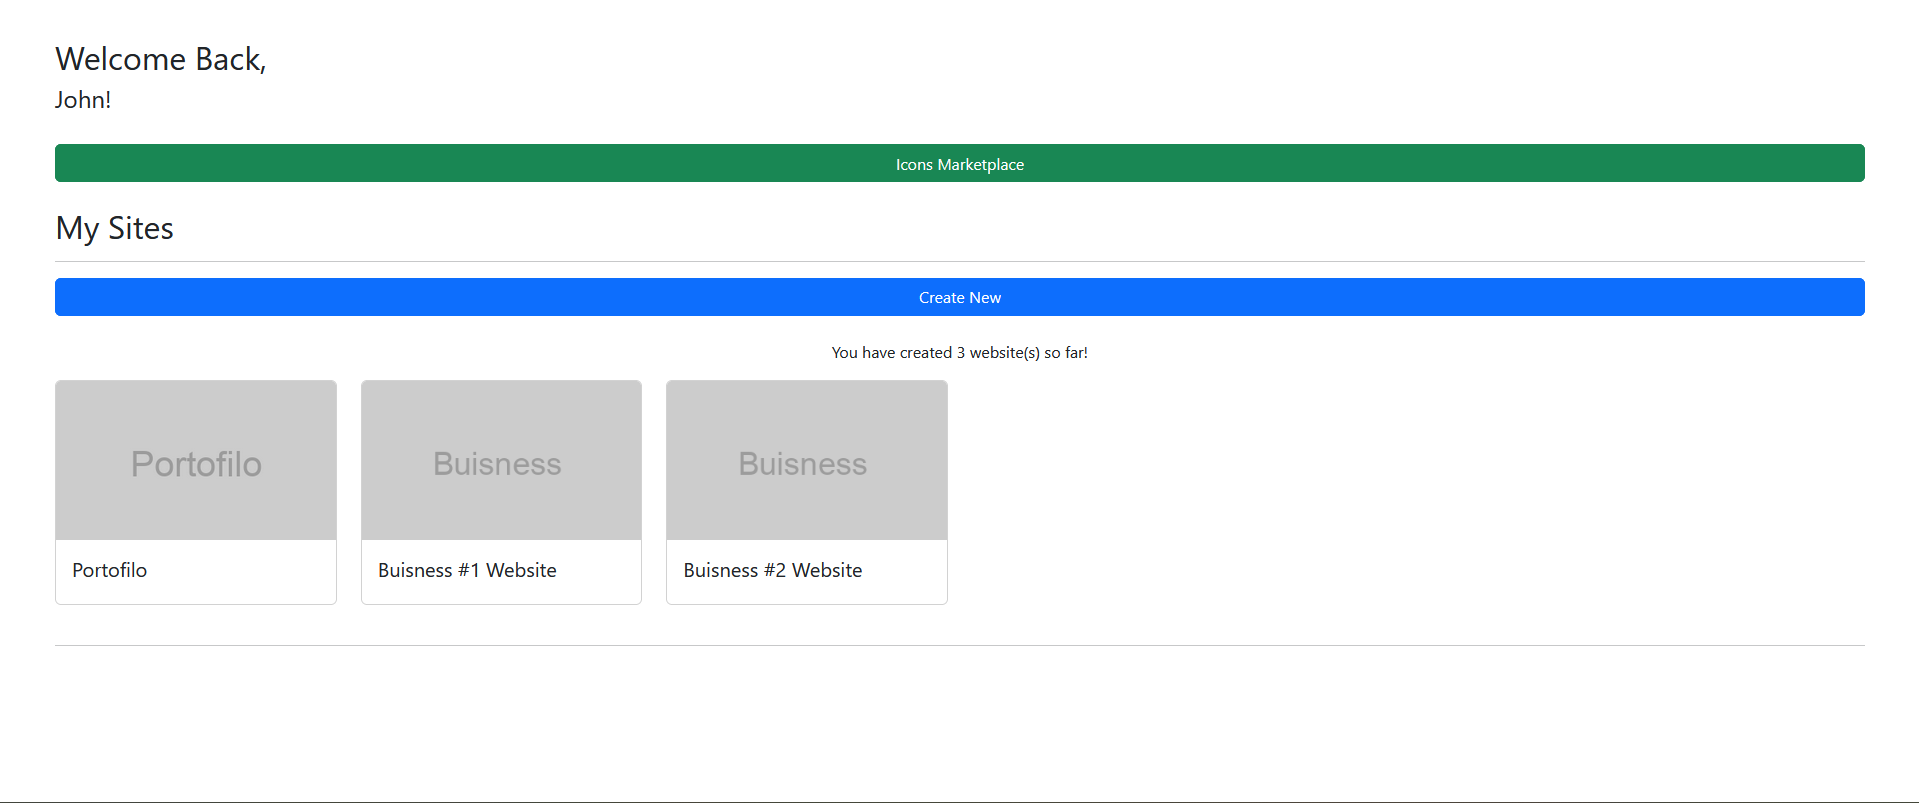 Welcome Back,
John!
Icons Marketplace
My Sites
Create New
You have created 3 website(s) so far!
Portofilo
Buisness
Buisness
Portofilo
Buisness #1 Website
Buisness #2 Website